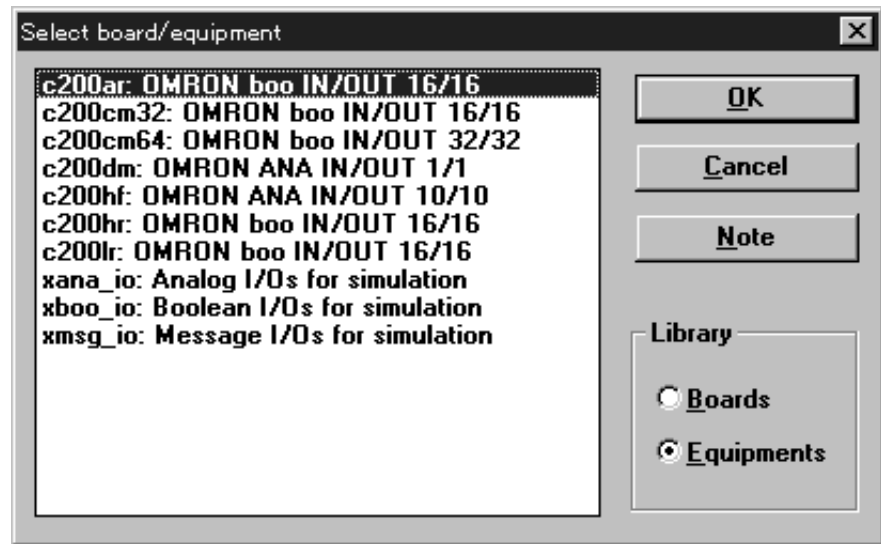 Select board/equipment
c200ar: OMRON boo IN/OUT 16/16
c200cm32: OMRON boo IN/OUT 16/16
c200cm64: OMRON boo IN/OUT 32/32
c200dm: OMRON ANA IN/OUT 1/1
c200hf: OMRON ANA IN/OUT 10/10
c200hr: OMRON boo IN/OUT 16/16
c200lr: OMRON boo IN/OUT 16/16
xana_io: Analog I/Os for simulation
xboo_io: Boolean I/Os for simulation
xmsg_io: Message I/Os for simulation
OK
Cancel
Note
Library
Boards
Equipments